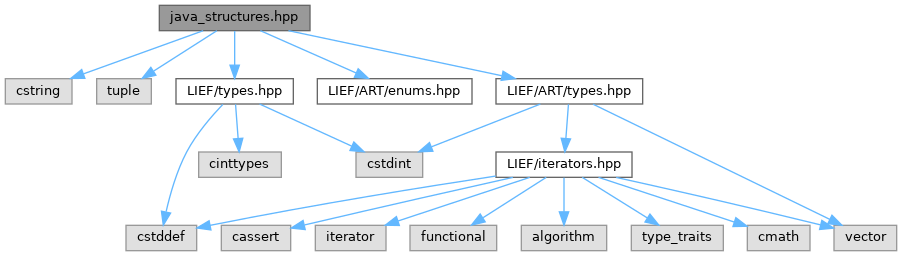 java_structures.hpp
cstring
tuple
LIEF/types.hpp
LIEF/ART/enums.hpp
LIEF/ART/types.hpp
cinttypes
cstdint
LIEF/iterators.hpp
cstddef
cassert
iterator
functional
algorithm
type_traits
cmath
vector